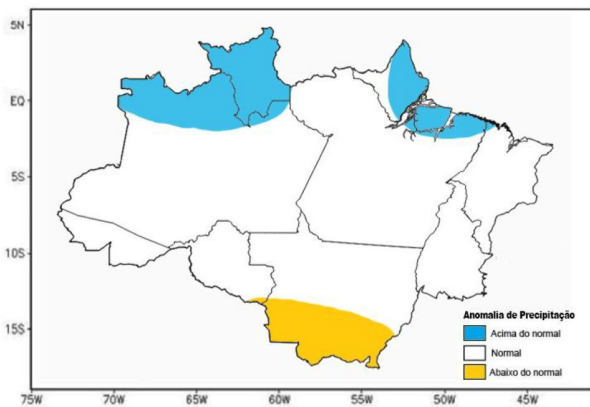 5N
EQ
5S
10S
15S
75W 70W 65W 60W 55W 50W 45W
Anomalia de Precipitação
Acima do normal
Normal
Abaixo do normal